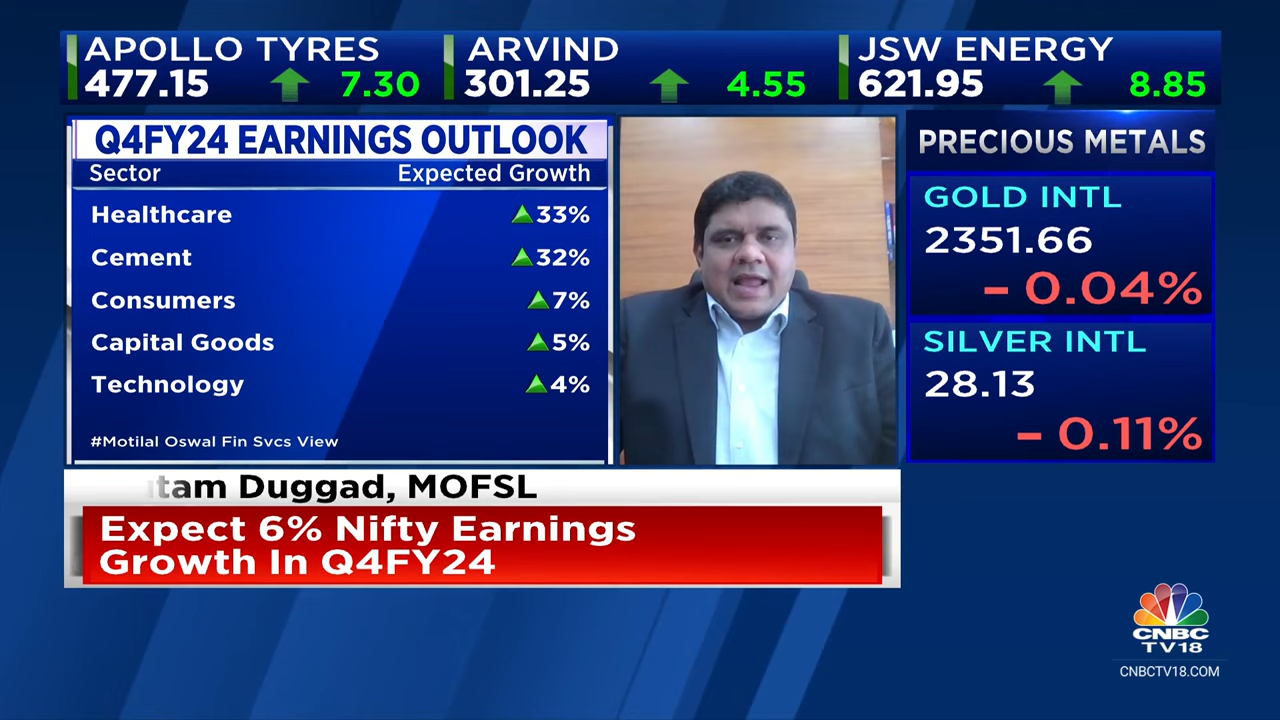 APOLLO TYRES
477.15 7.30
ARVIND
301.25 4.55
JSW ENERGY
621.95 8.85
Q4FY24 EARNINGS OUTLOOK
Sector Expected Growth
Healthcare 33%
Cement 32%
Consumers 7%
Capital Goods 5%
Technology 4%
#Motilal Oswal Fin Svcs View
PRECIOUS METALS
GOLD INTL
2351.66
– 0.04%
SILVER INTL
28.13
– 0.11%
tam Duggad, MOFSL
Expect 6% Nifty Earnings
Growth In Q4FY24
CNBC
TV18
CNBCTV18.COM